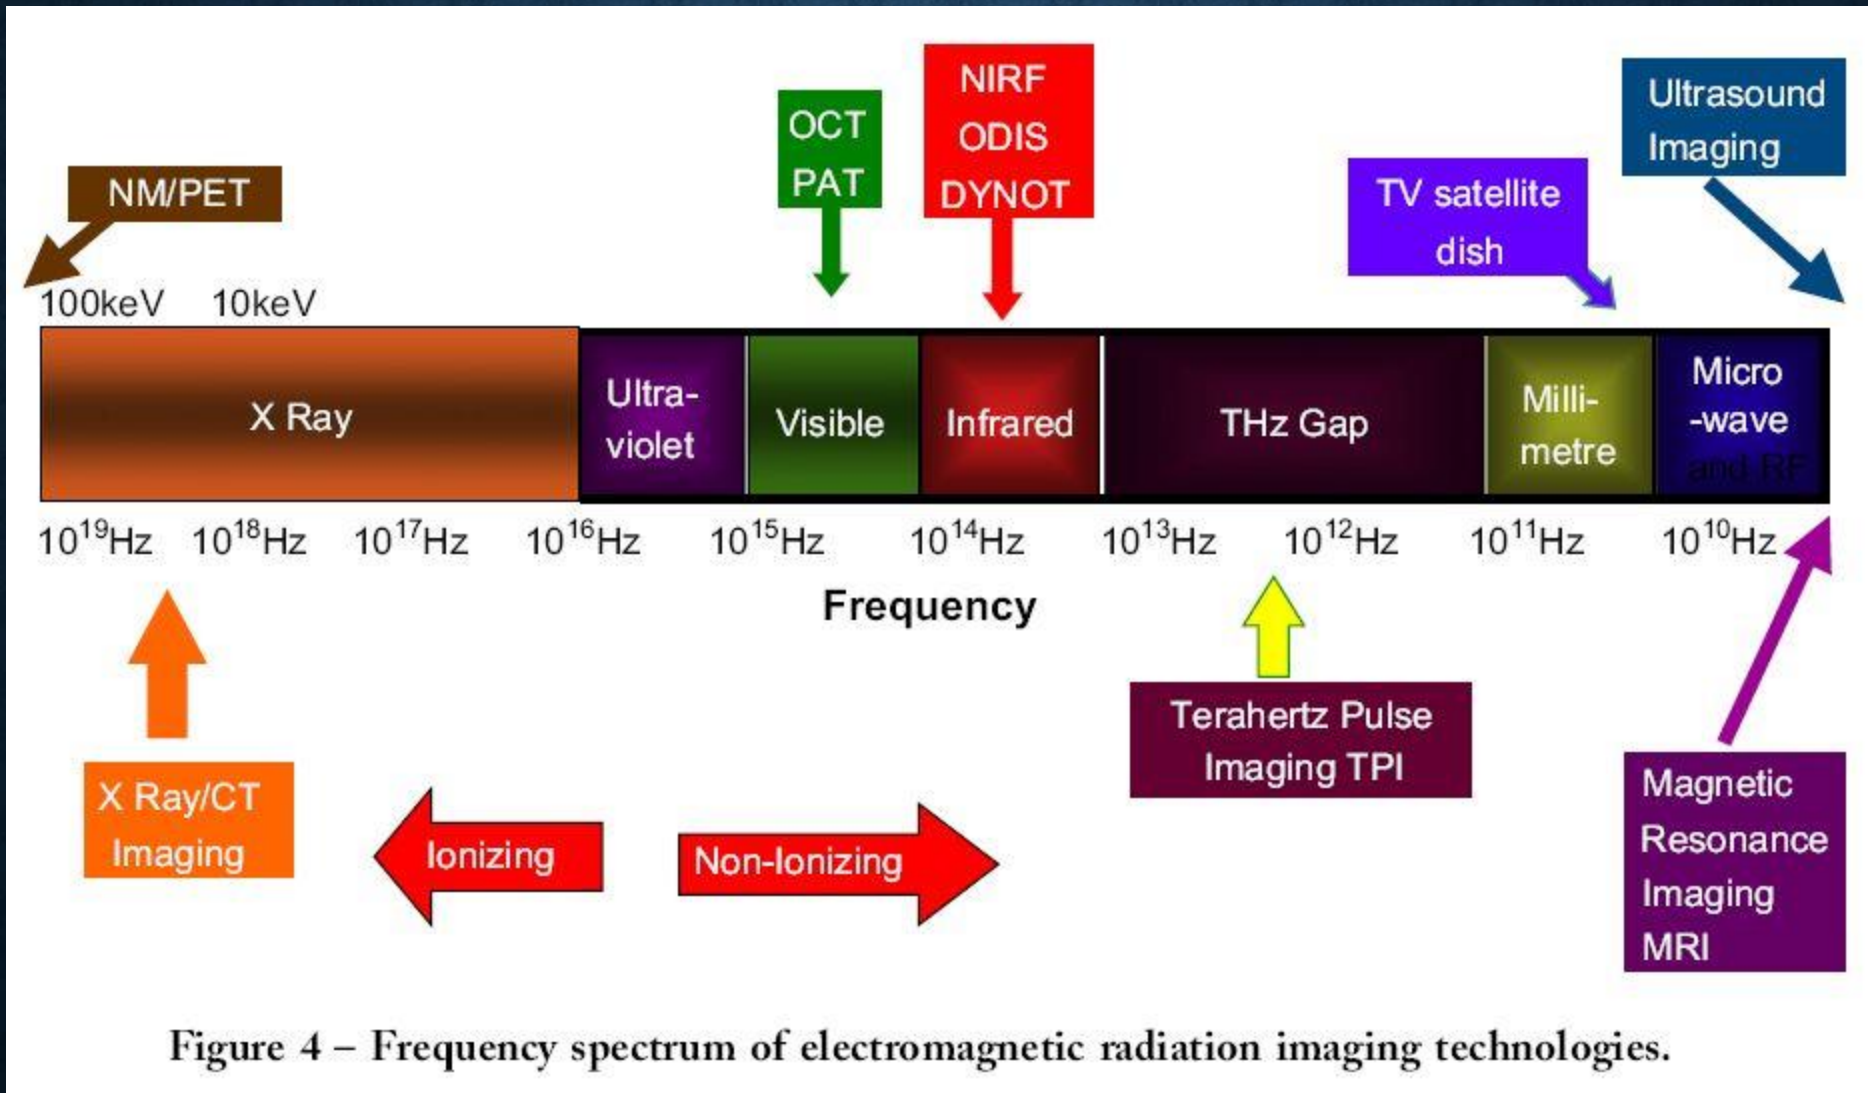 NIRF
ODIS
DYNOT
OCT
PAT
Ultrasound
Imaging
TV satellite
dish
NM/PET
100keV 10keV
X Ray
Ultra-
violet
Visible
Infrared
THz Gap
Milli-
metre
Micro
-wave
and RF
10¹⁹Hz 10¹⁸Hz 10¹⁷Hz 10¹⁶Hz 10¹⁵Hz 10¹⁴Hz 10¹³Hz 10¹²Hz 10¹¹Hz 10¹⁰Hz
Frequency
X Ray/CT
Imaging
Ionizing
Non-Ionizing
Terahertz Pulse
Imaging TPI
Magnetic
Resonance
Imaging
MRI
Figure 4 – Frequency spectrum of electromagnetic radiation imaging technologies.